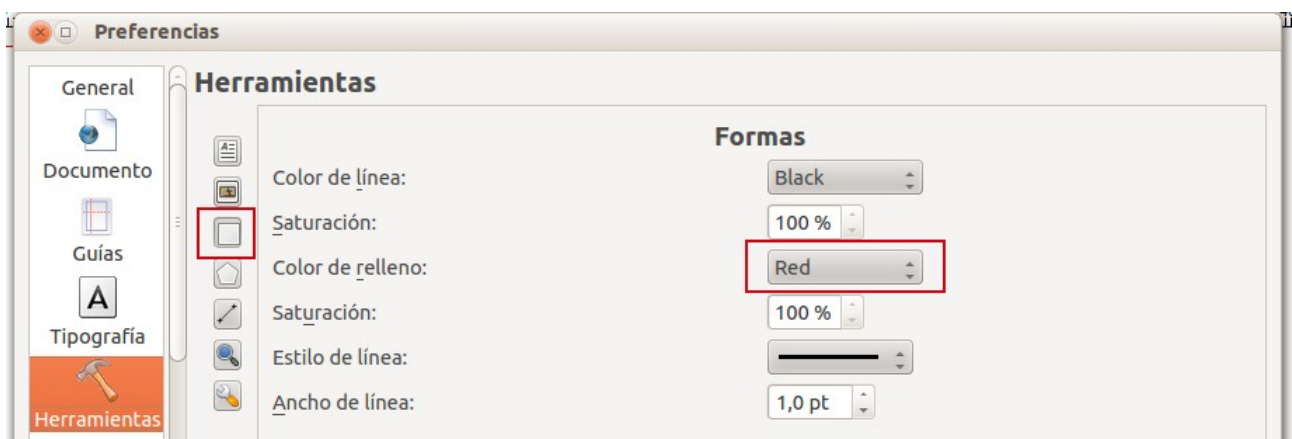 Preferencias
General
Documento
Guías
A
Tipografía
Herramientas
Herramientas
Formas
Color de línea: Black
Saturación: 100 %
Color de relleno: Red
Saturación: 100 %
Estilo de línea:
Ancho de línea: 1,0 pt